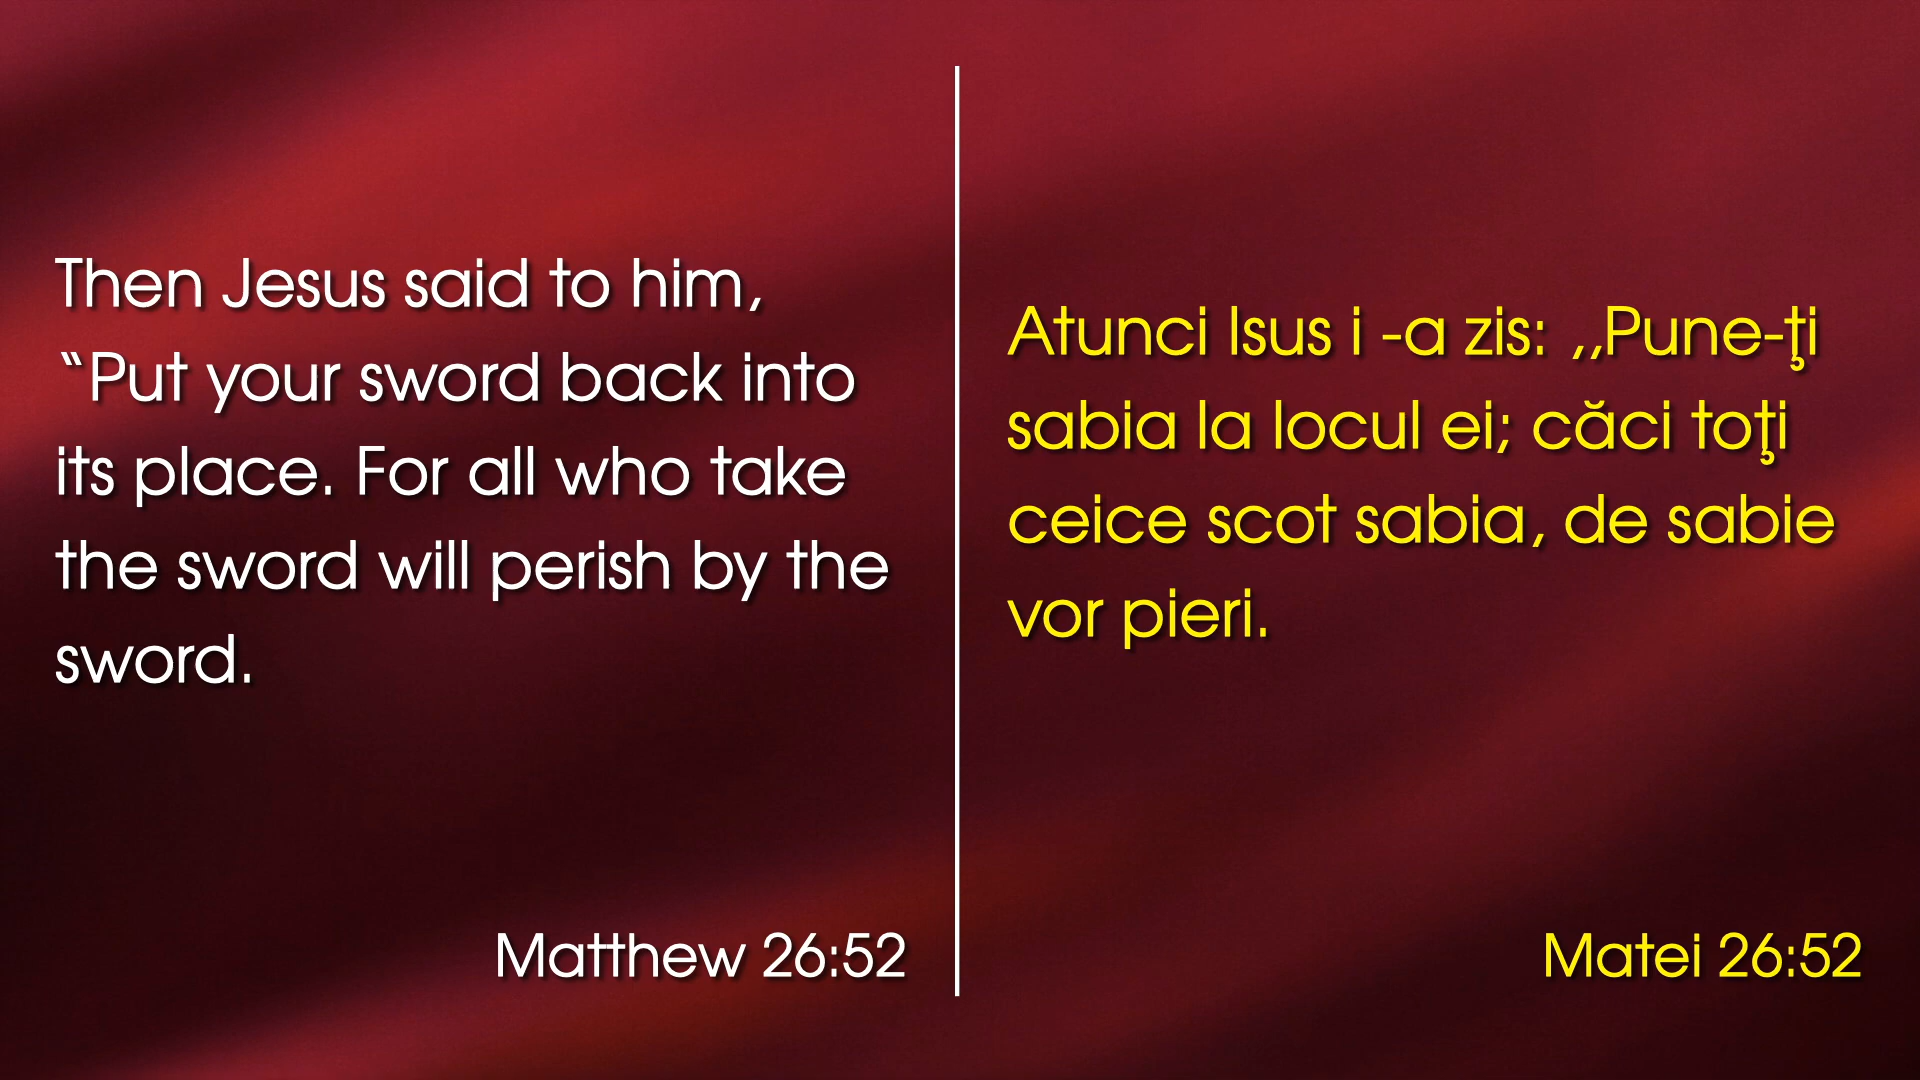 Then Jesus said to him,
“Put your sword back into
its place. For all who take
the sword will perish by the
sword.
Matthew 26:52
Atunci Isus i -a zis: ,,Pune-ţi
sabia la locul ei; căci toţi
ceice scot sabia, de sabie
vor pieri.
Matei 26:52